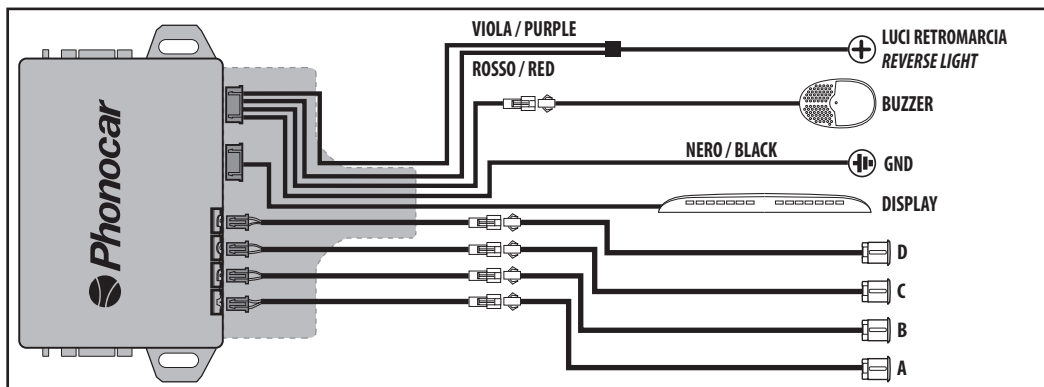 VIOLA / PURPLE
ROSSO / RED
LUCI RETROMARCIA
REVERSE LIGHT
BUZZER
NERO / BLACK
GND
DISPLAY
D
C
B
A
Phonocar